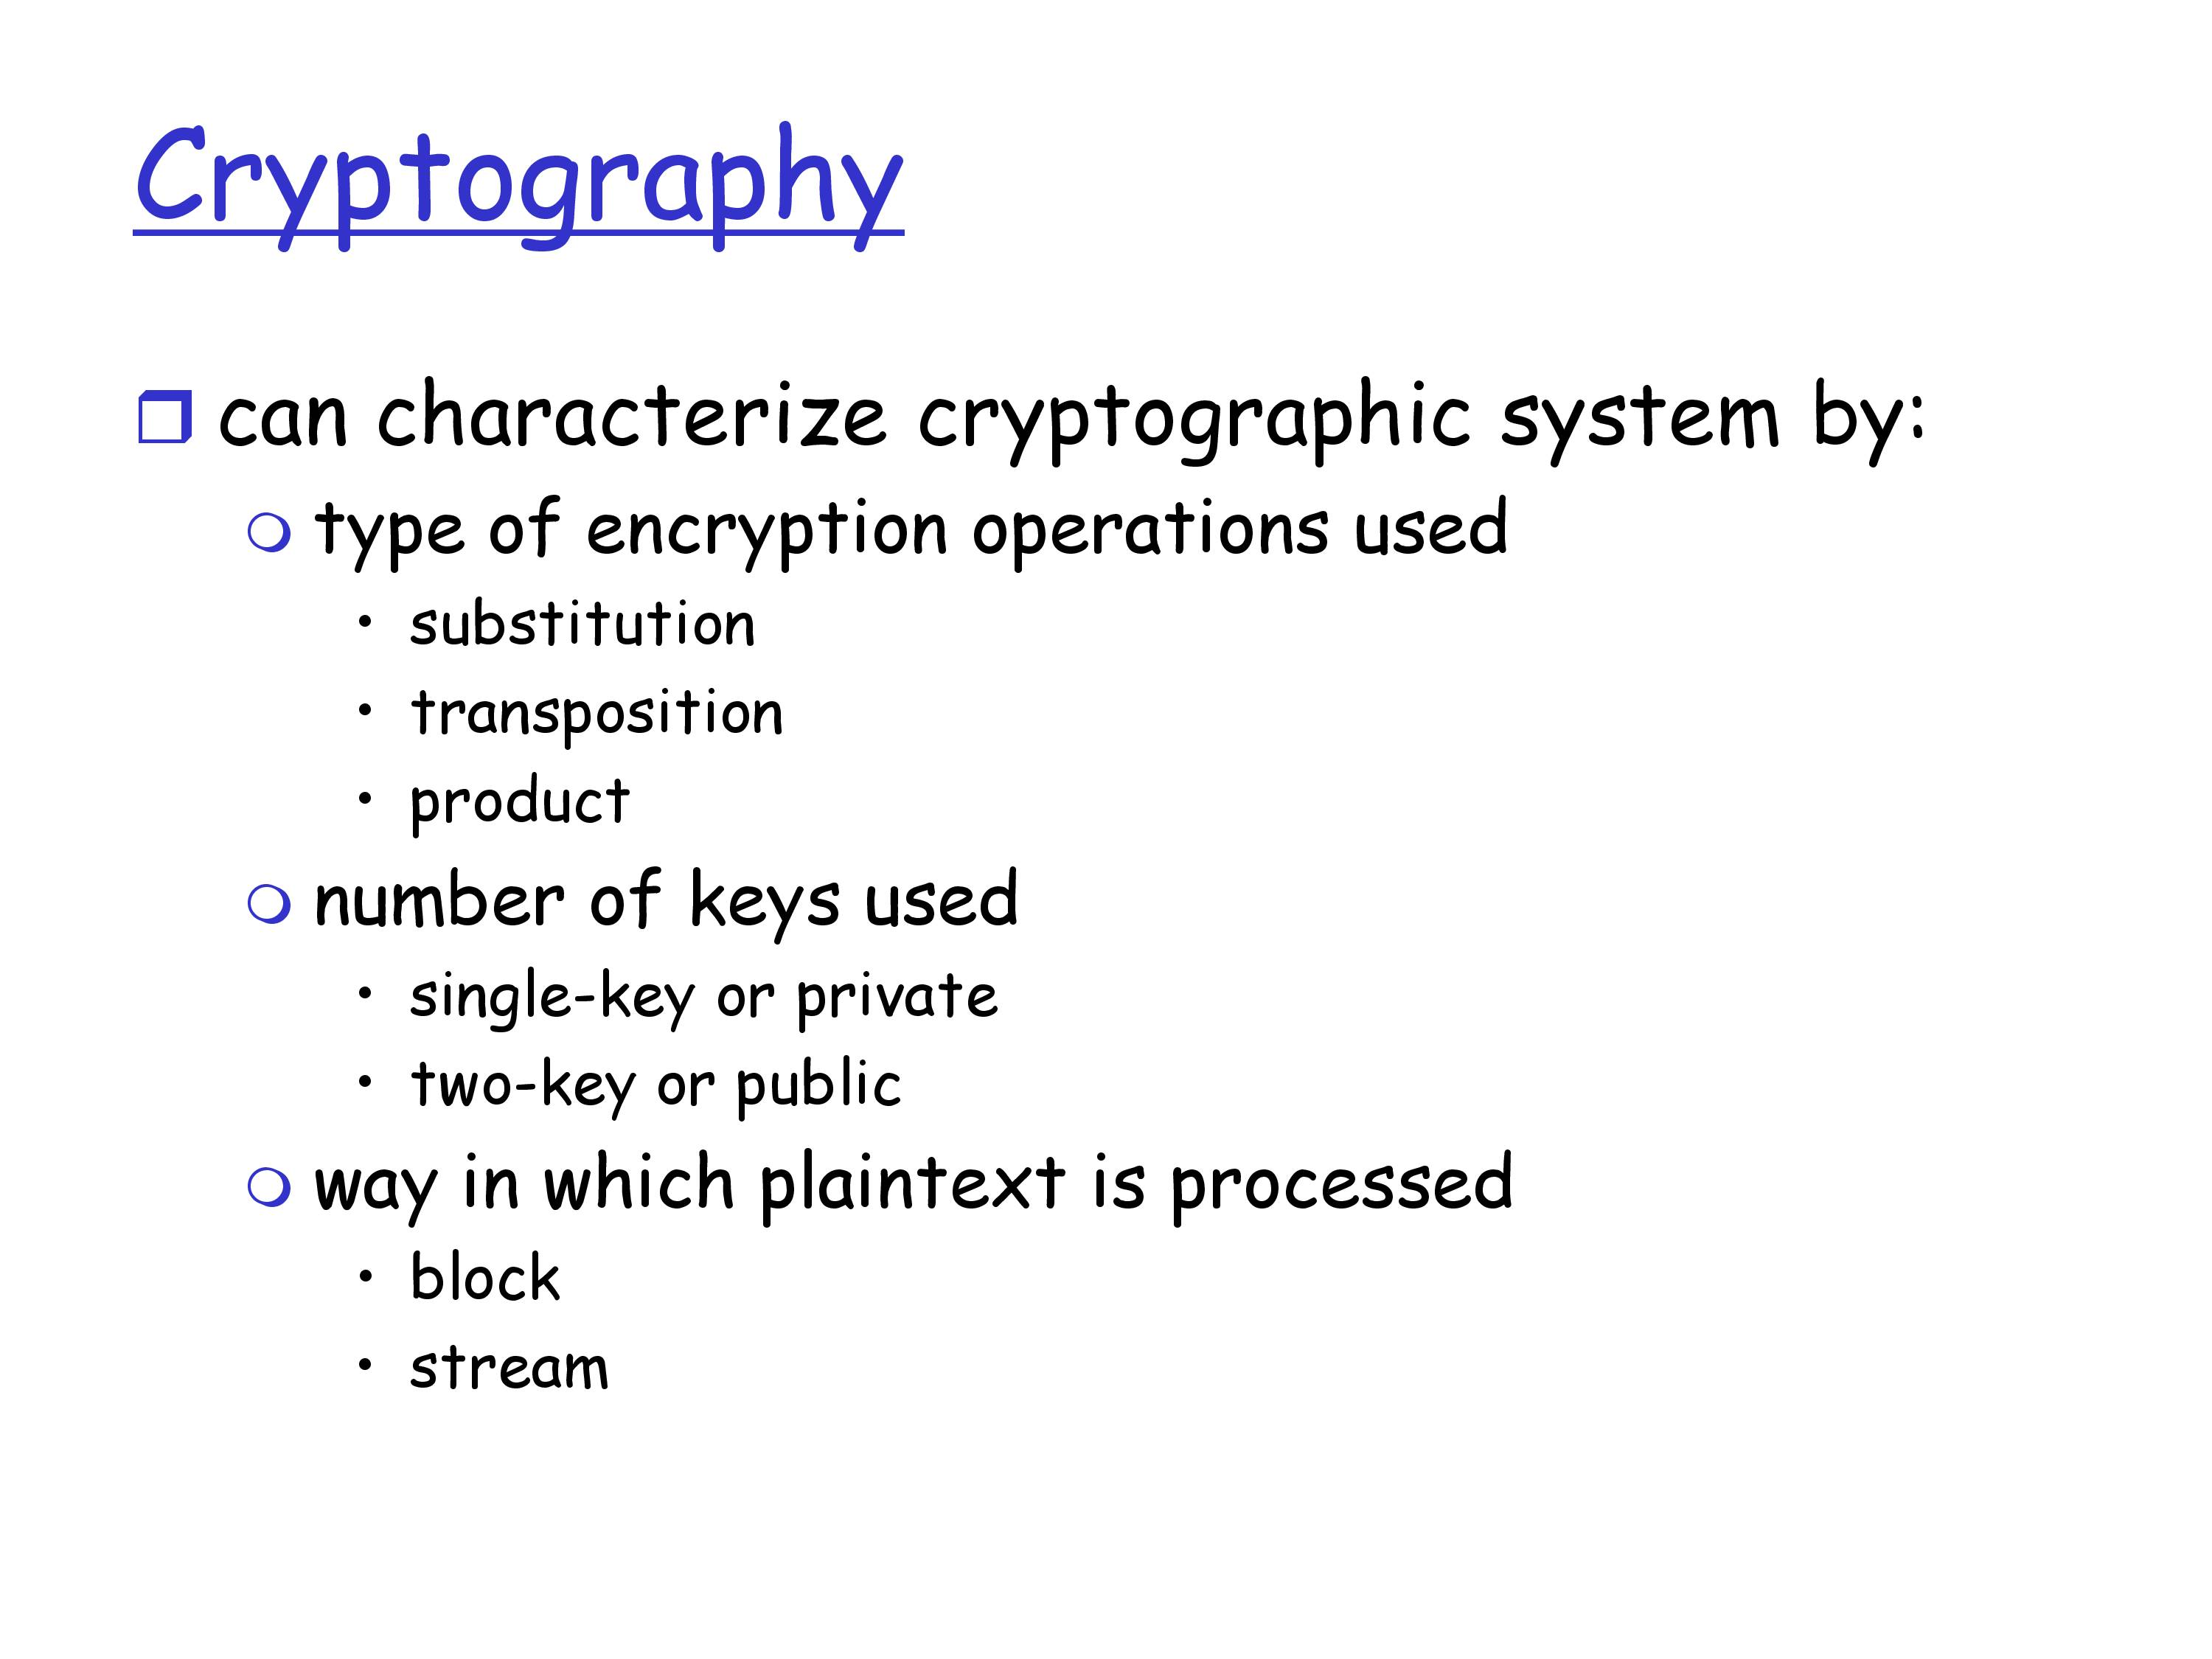 Cryptography
can characterize cryptographic system by:
type of encryption operations used
• substitution
• transposition
• product
number of keys used
• single-key or private
• two-key or public
way in which plaintext is processed
• block
• stream